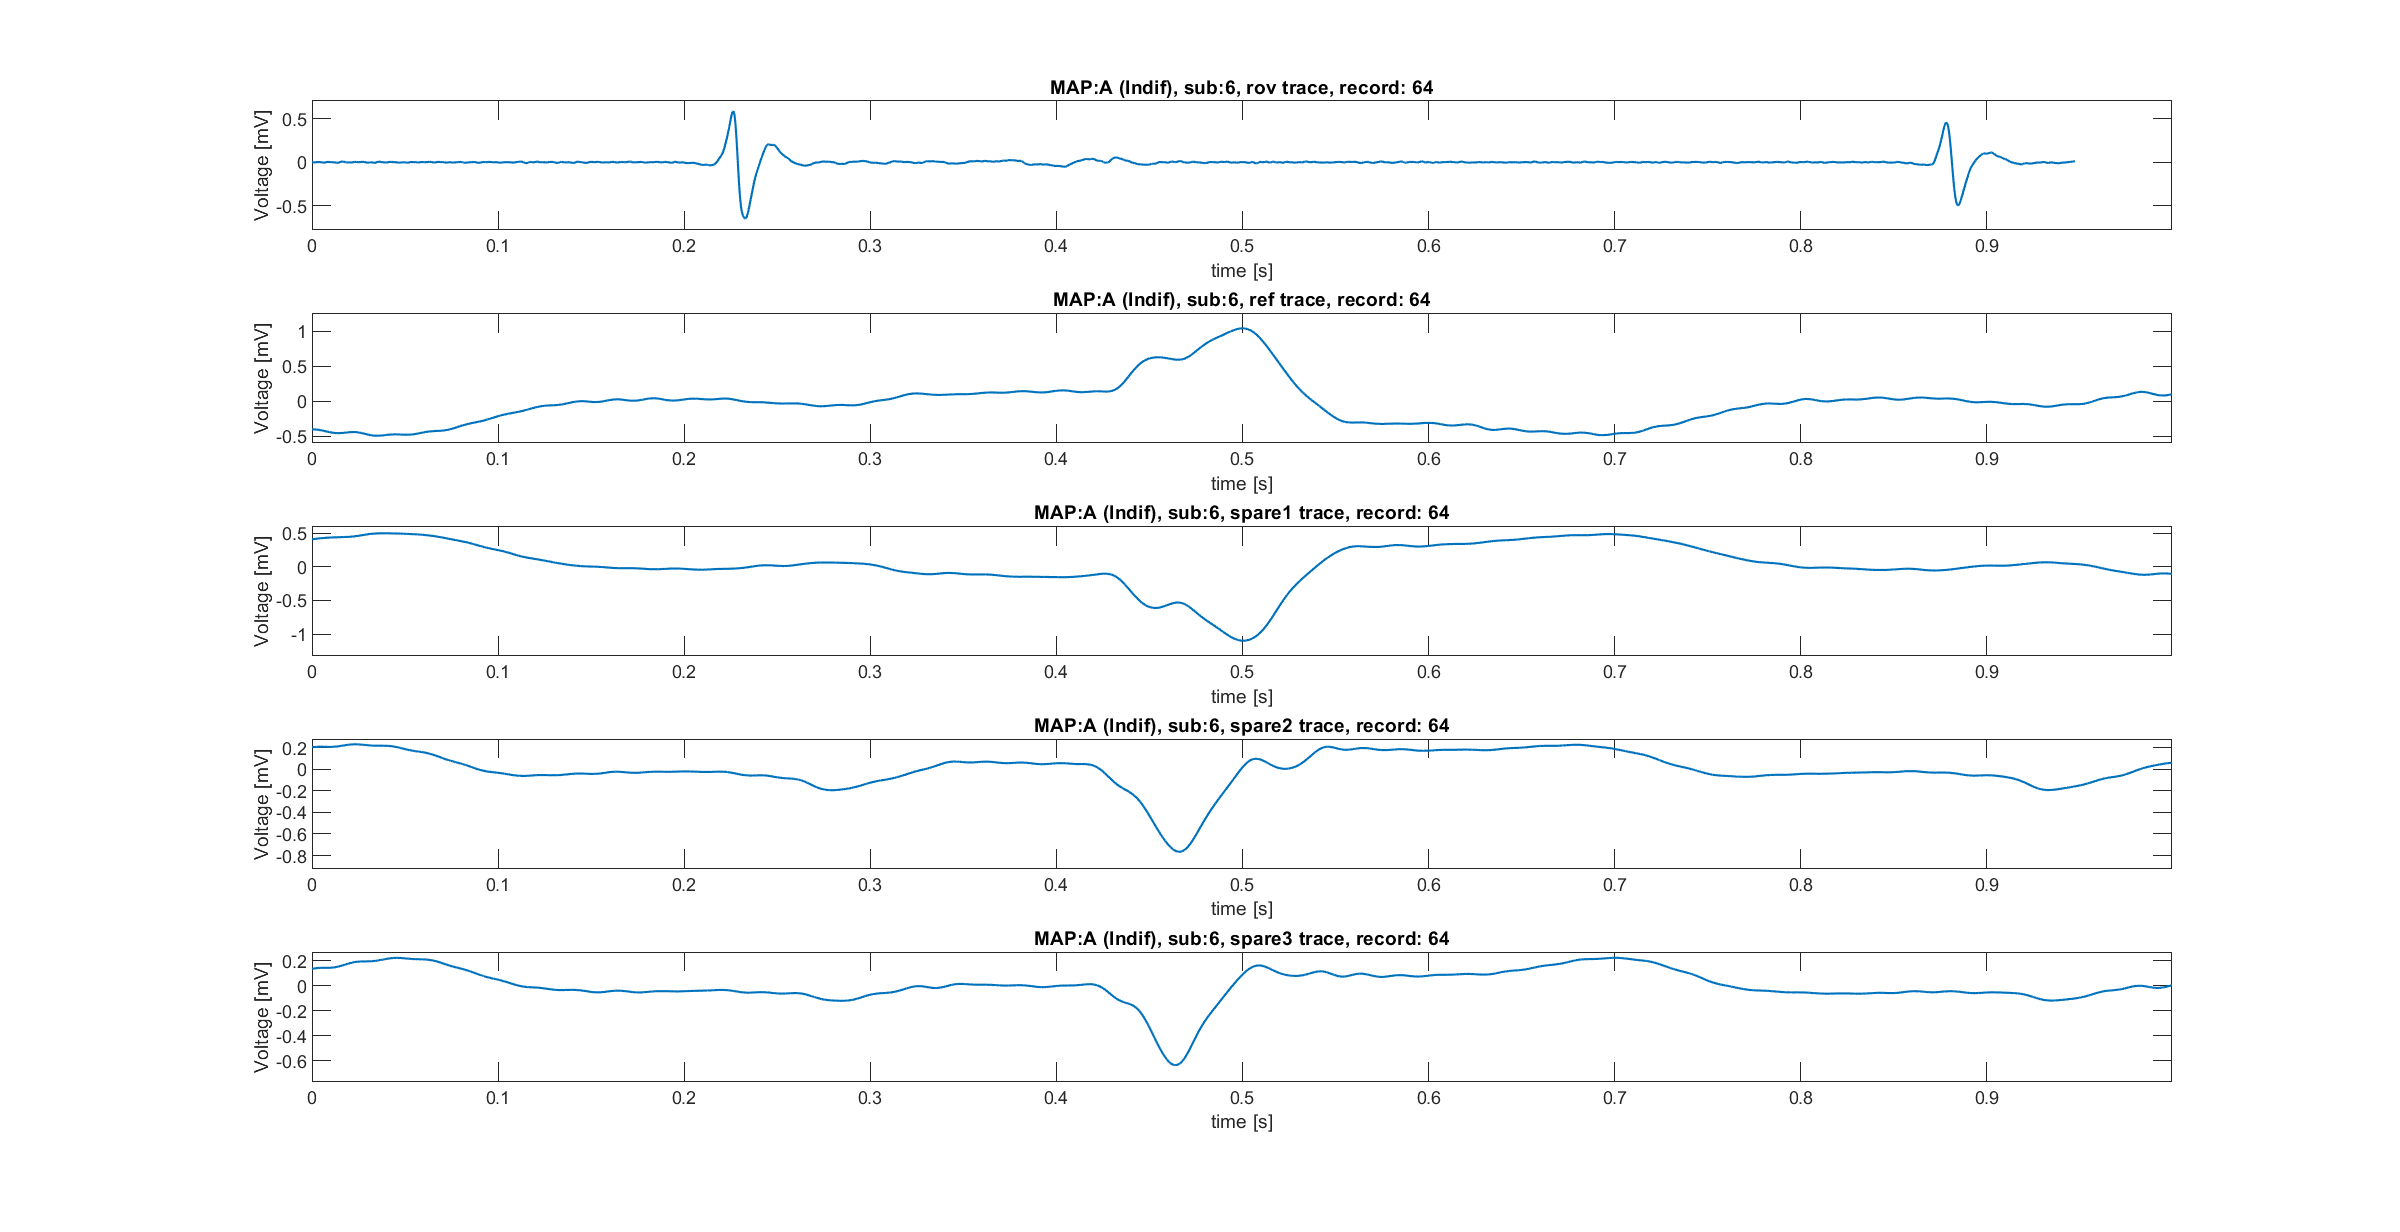 MAP:A (Indif), sub:6, rov trace, record: 64
Voltage [mV]
0.5
0
-0.5
0 0.1 0.2 0.3 0.4 0.5 0.6 0.7 0.8 0.9
time [s]
MAP:A (Indif), sub:6, ref trace, record: 64
Voltage [mV]
1
0.5
0
-0.5
0 0.1 0.2 0.3 0.4 0.5 0.6 0.7 0.8 0.9
time [s]
MAP:A (Indif), sub:6, spare1 trace, record: 64
Voltage [mV]
0.5
0
-0.5
-1
0 0.1 0.2 0.3 0.4 0.5 0.6 0.7 0.8 0.9
time [s]
MAP:A (Indif), sub:6, spare2 trace, record: 64
Voltage [mV]
0.2
0
-0.2
-0.4
-0.6
-0.8
0 0.1 0.2 0.3 0.4 0.5 0.6 0.7 0.8 0.9
time [s]
MAP:A (Indif), sub:6, spare3 trace, record: 64
Voltage [mV]
0.2
0
-0.2
-0.4
-0.6
0 0.1 0.2 0.3 0.4 0.5 0.6 0.7 0.8 0.9
time [s]